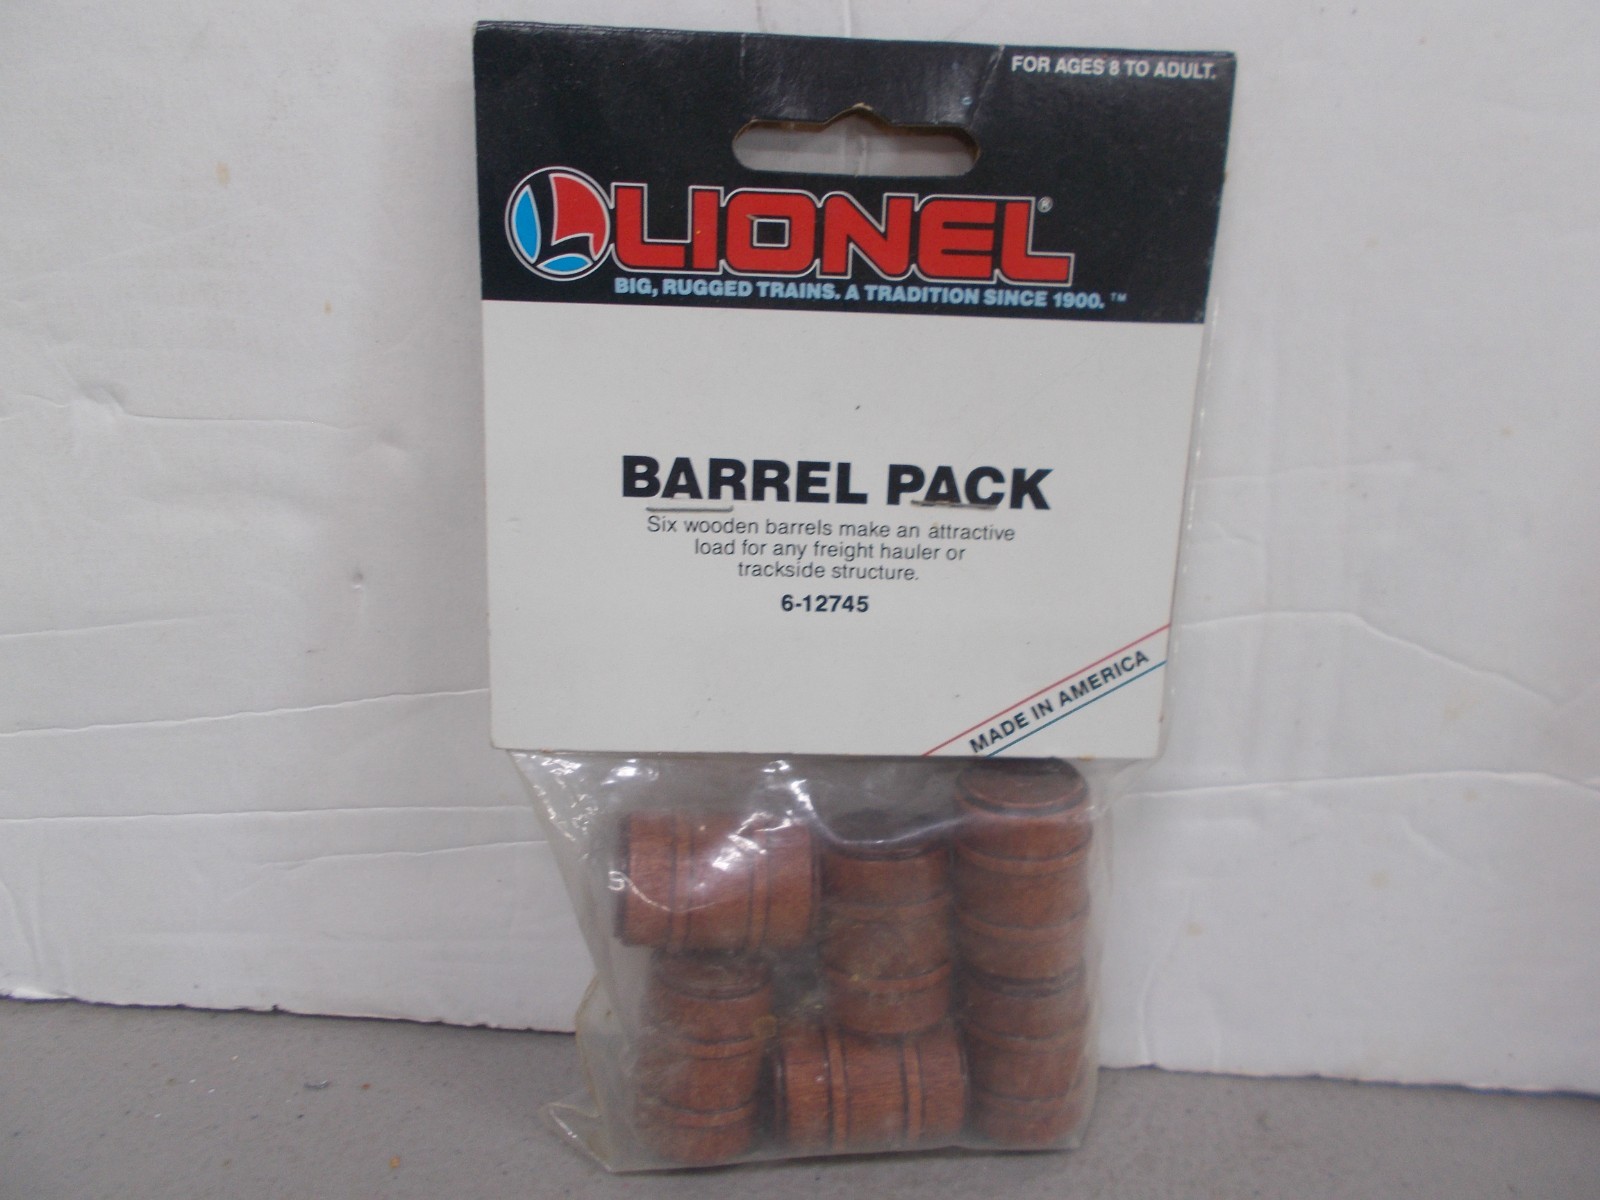 FOR AGES 8 TO ADULT.
LIONEL®
BIG, RUGGED TRAINS. A TRADITION SINCE 1900.™
BARREL PACK
Six wooden barrels make an attractive
load for any freight hauler or
trackside structure.
6-12745
MADE IN AMERICA